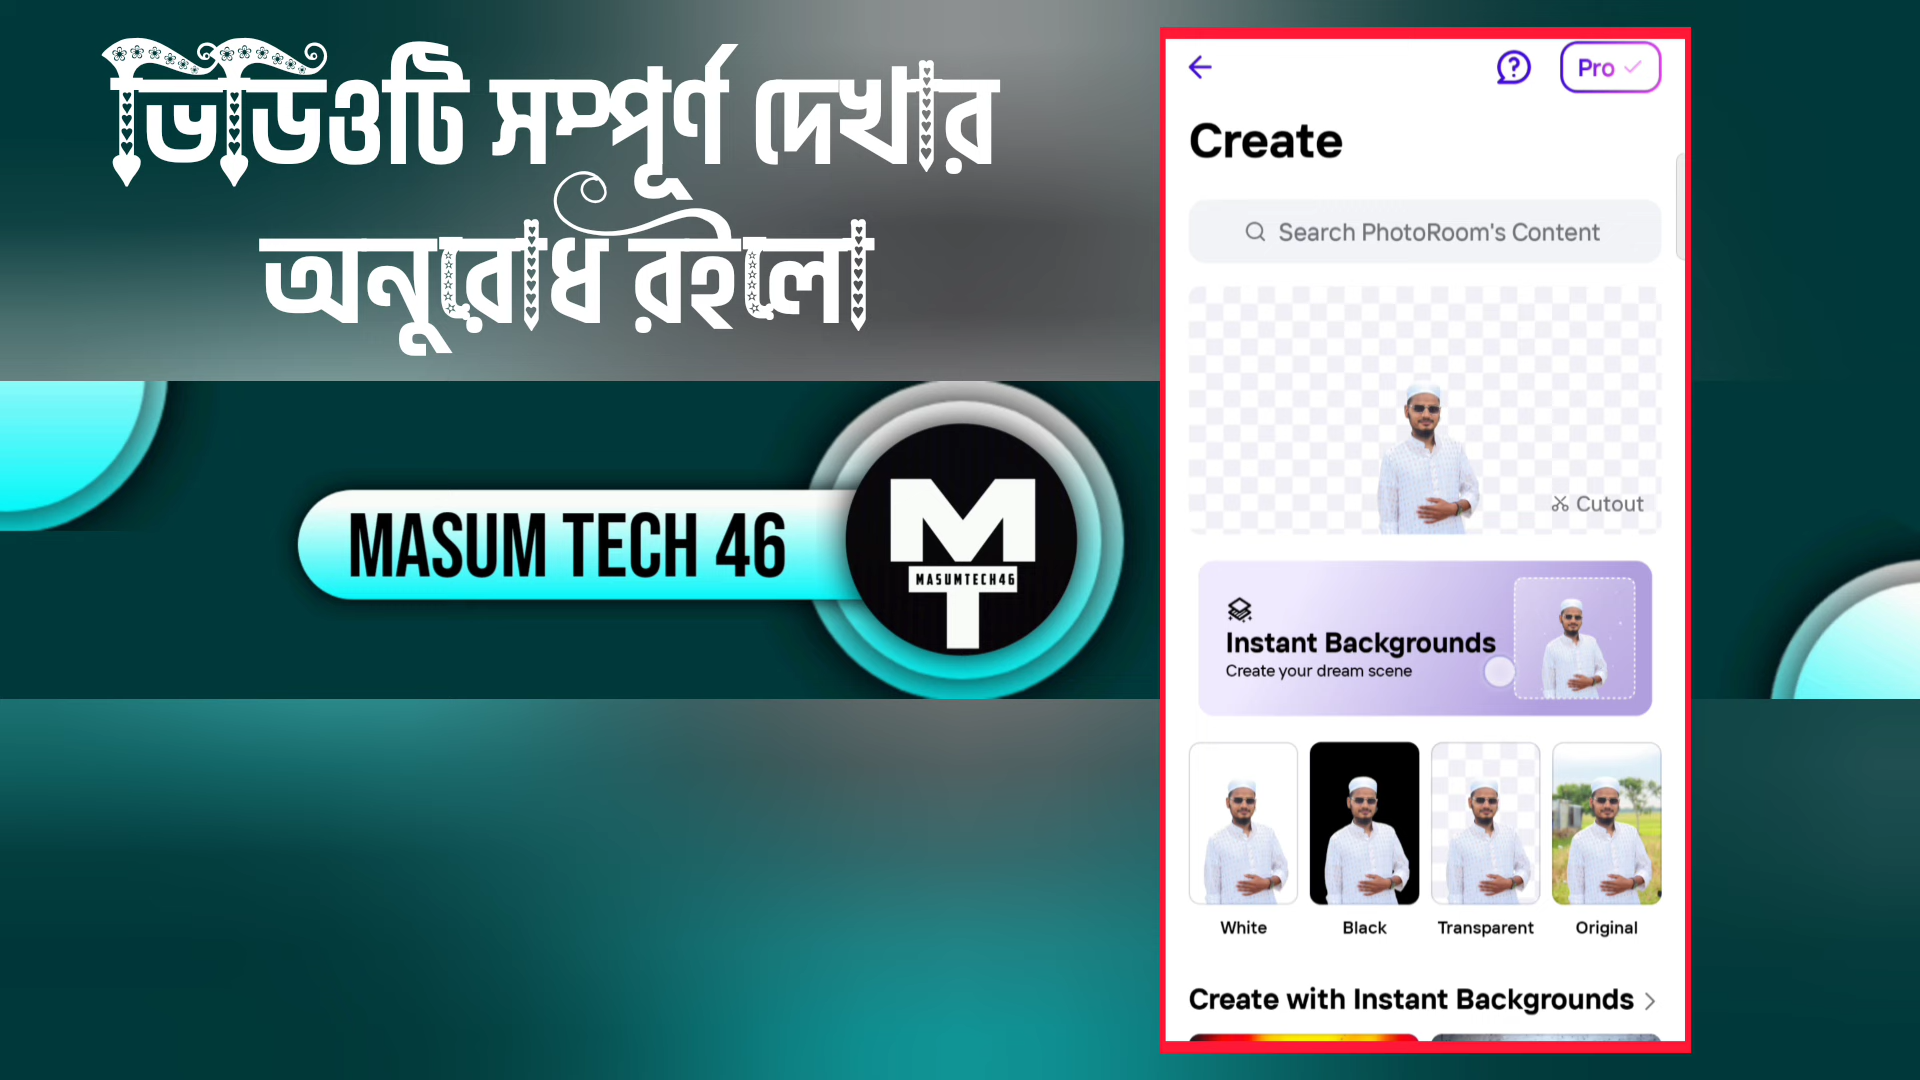 ভিডিওটি সম্পূর্ণ দেখার
অনুরোধ রইলো
MASUM TECH 46
M
MASUMTECH46
T
Pro
Create
Search PhotoRoom's Content
Cutout
Instant Backgrounds
Create your dream scene
White
Black
Transparent
Original
Create with Instant Backgrounds